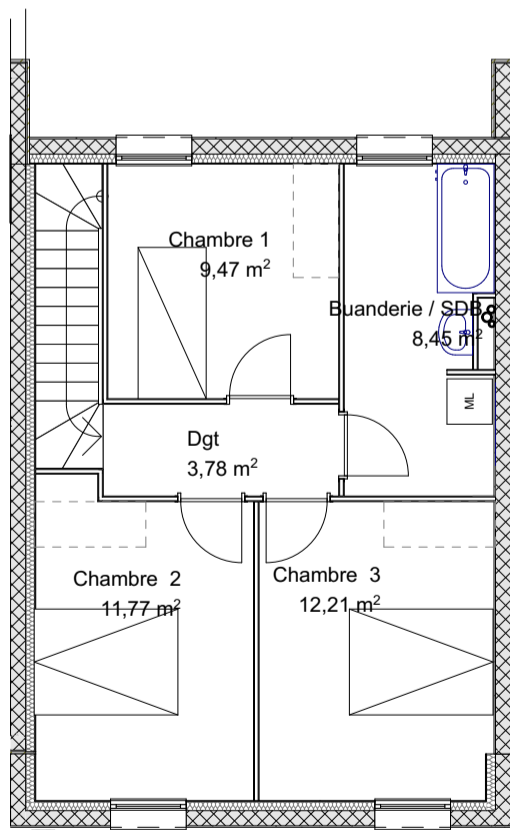 Chambre 1
9,47 m²
Buanderie / SDB
8,45 m²
ML
Dgt
3,78 m²
Chambre 2
11,77 m²
Chambre 3
12,21 m²